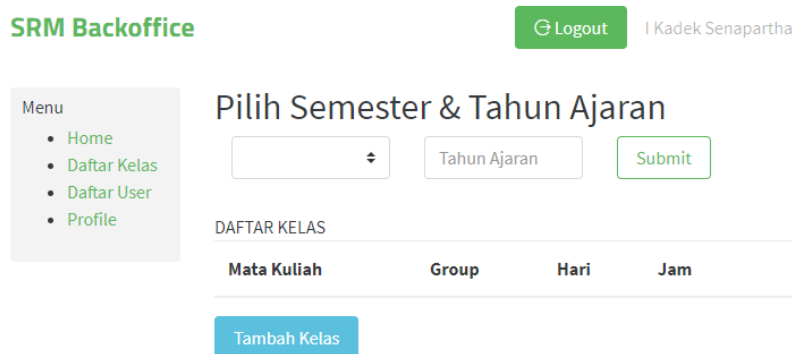 SRM Backoffice
Logout
I Kadek Senapartha
Menu
Home
Daftar Kelas
Daftar User
Profile
Pilih Semester & Tahun Ajaran
Tahun Ajaran
Submit
DAFTAR KELAS
Mata Kuliah Group Hari Jam
Tambah Kelas